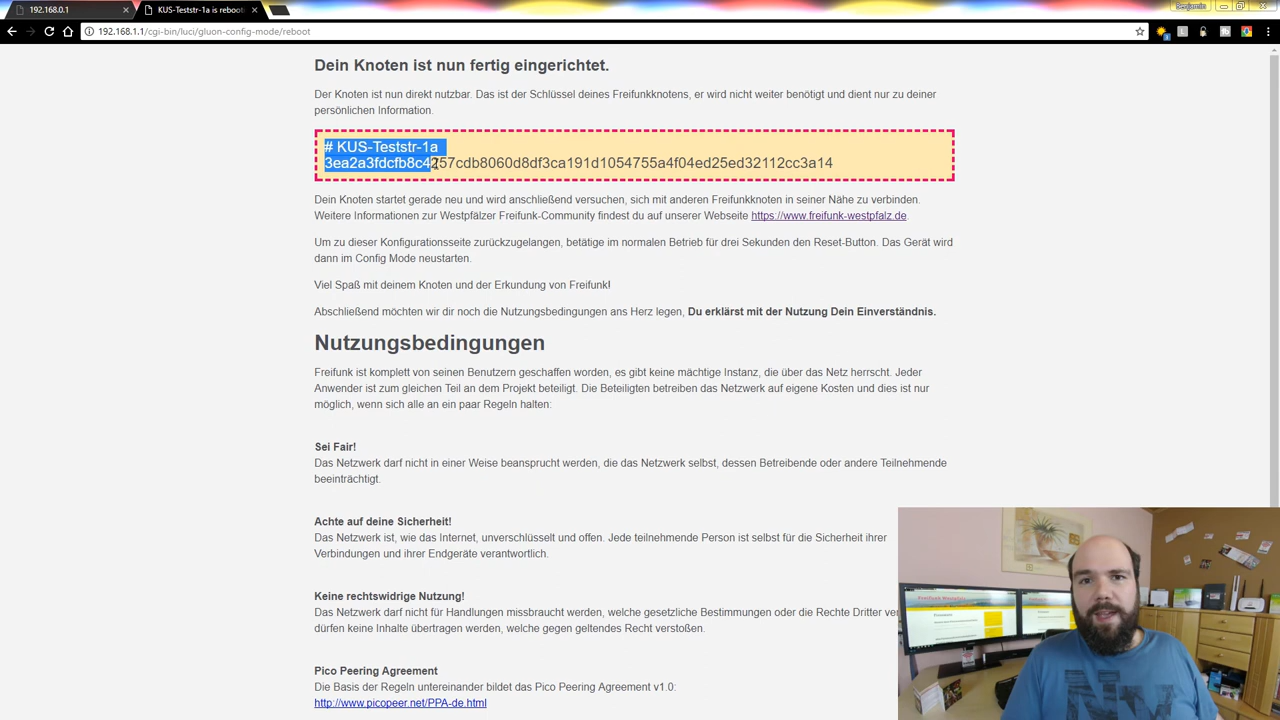 192.168.0.1
KUS-Teststr-1a is reboot
Benjamin
192.168.1.1/cgi-bin/luci/gluon-config-mode/reboot
Dein Knoten ist nun fertig eingerichtet.
Der Knoten ist nun direkt nutzbar. Das ist der Schlüssel deines Freifunkknotens, er wird nicht weiter benötigt und dient nur zu deiner
persönlichen Information.
# KUS-Teststr-1a
Dein Knoten startet gerade neu und wird anschließend versuchen, sich mit anderen Freifunkknoten in seiner Nähe zu verbinden.
Weitere Informationen zur Westpfälzer Freifunk-Community findest du auf unserer Webseite https://www.freifunk-westpfalz.de.
Um zu dieser Konfigurationsseite zurückzugelangen, betätige im normalen Betrieb für drei Sekunden den Reset-Button. Das Gerät wird
dann im Config Mode neustarten.
Viel Spaß mit deinem Knoten und der Erkundung von Freifunk!
Abschließend möchten wir dir noch die Nutzungsbedingungen ans Herz legen, Du erklärst mit der Nutzung Dein Einverständnis.
Nutzungsbedingungen
Freifunk ist komplett von seinen Benutzern geschaffen worden, es gibt keine mächtige Instanz, die über das Netz herrscht. Jeder
Anwender ist zum gleichen Teil an dem Projekt beteiligt. Die Beteiligten betreiben das Netzwerk auf eigene Kosten und dies ist nur
möglich, wenn sich alle an ein paar Regeln halten:
Sei Fair!
Das Netzwerk darf nicht in einer Weise beansprucht werden, die das Netzwerk selbst, dessen Betreibende oder andere Teilnehmende
beeinträchtigt.
Achte auf deine Sicherheit!
Das Netzwerk ist, wie das Internet, unverschlüsselt und offen. Jede teilnehmende Person ist selbst für die Sicherheit ihrer
Verbindungen und ihrer Endgeräte verantwortlich.
Keine rechtswidrige Nutzung!
Das Netzwerk darf nicht für Handlungen missbraucht werden, welche gesetzliche Bestimmungen oder die Rechte Dritter ver
dürfen keine Inhalte übertragen werden, welche gegen geltendes Recht verstoßen.
Pico Peering Agreement
Die Basis der Regeln untereinander bildet das Pico Peering Agreement v1.0:
http://www.picopeer.net/PPA-de.html
Freifunk Westpfalz